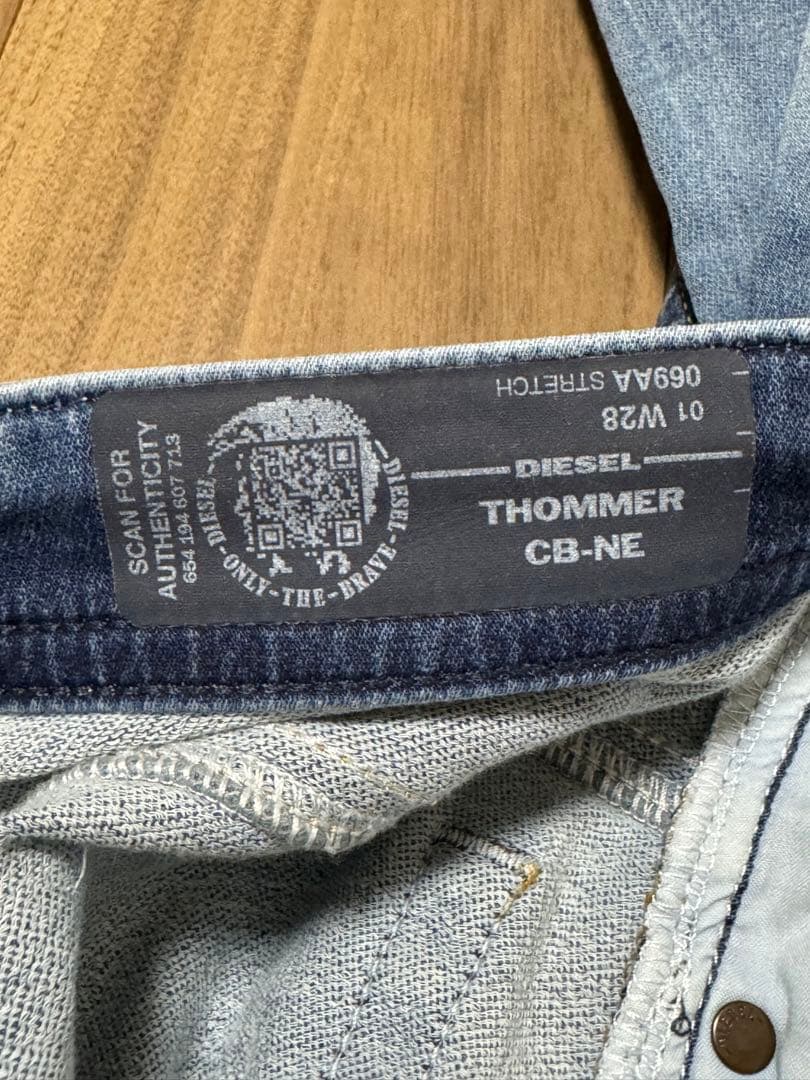 SCAN FOR
AUTHENTICITY
654 194 607 713
DIESEL-ONLY-THE-BRAVE-DIESEL
069AA STRETCH
01 W28
DIESEL
THOMMER
CB-NE